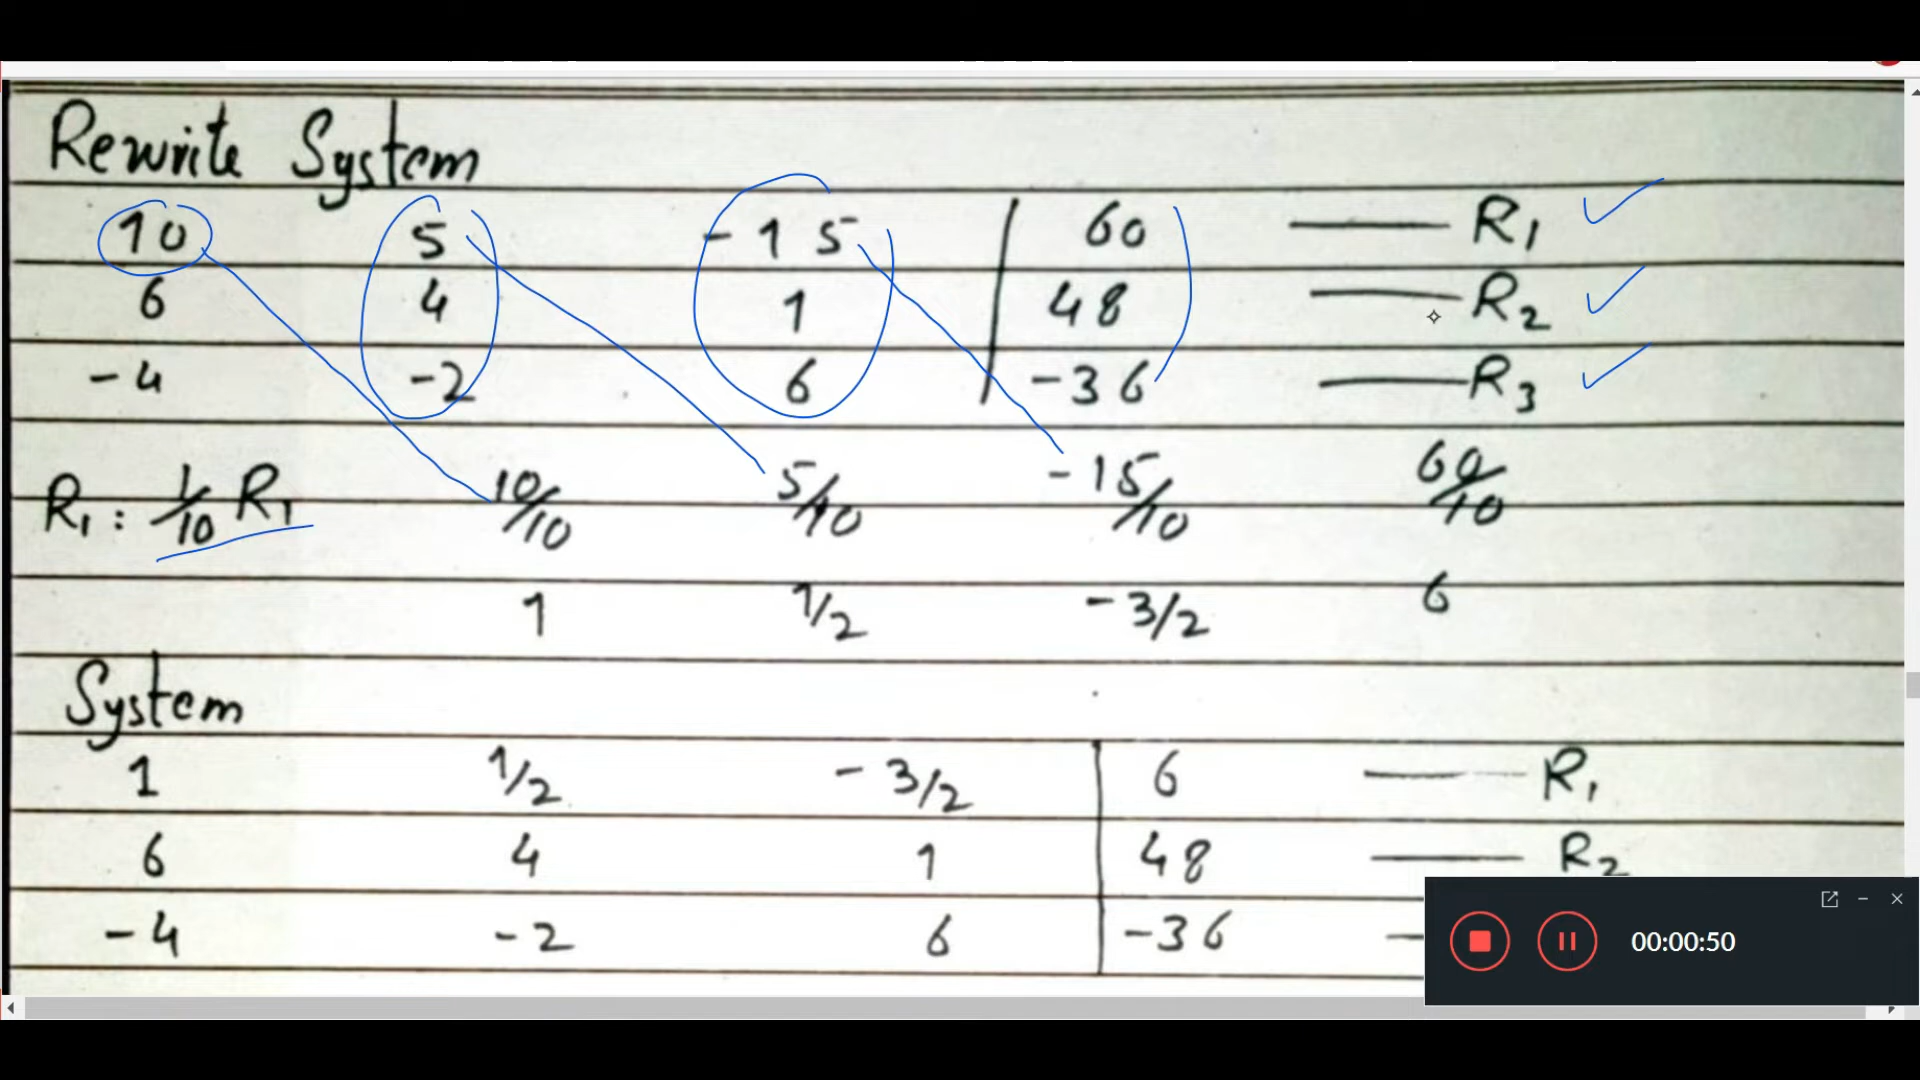 Rewrite System
10 5 -15 | 60 — R1
6 4 1 | 48 — R2
-4 -2 6 | -36 — R3
R1: 1/10 R1 10/10 5/10 -15/10 60/10
1 1/2 -3/2 6
System
1 1/2 -3/2 | 6 — R1
6 4 1 | 48 — R2
-4 -2 6 | -36 —
00:00:50